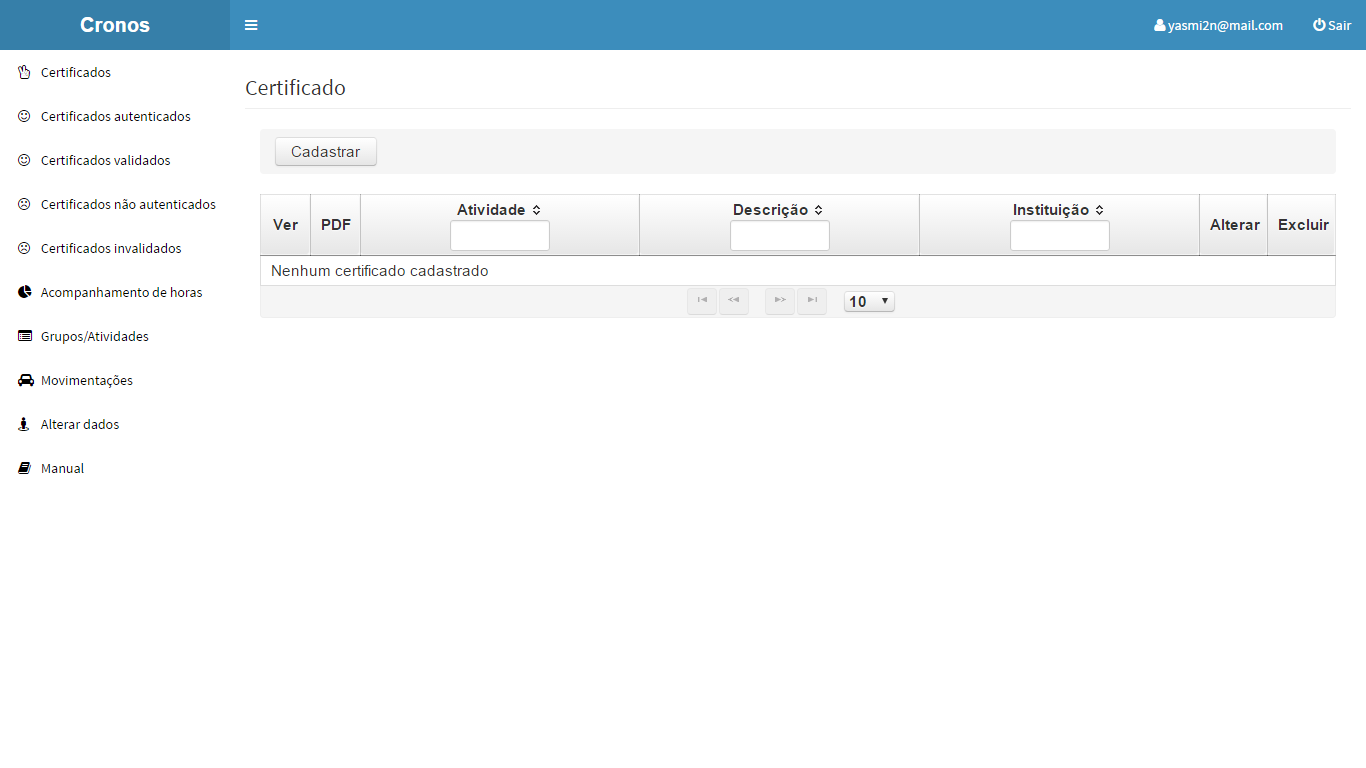 Cronos
yasmi2n@mail.com Sair
Certificados
Certificados autenticados
Certificados validados
Certificados não autenticados
Certificados invalidados
Acompanhamento de horas
Grupos/Atividades
Movimentações
Alterar dados
Manual
Certificado
Cadastrar
Ver PDF Atividade Descrição Instituição Alterar Excluir
Nenhum certificado cadastrado
10